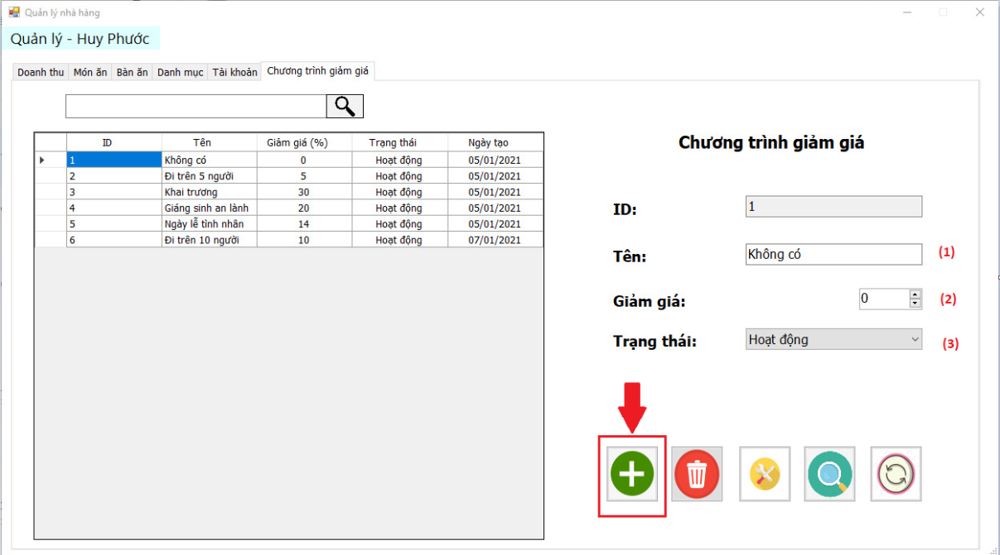 Quản lý nhà hàng
Quản lý - Huy Phước
Doanh thu Món ăn Bàn ăn Danh mục Tài khoản Chương trình giảm giá
ID Tên Giảm giá (%) Trạng thái Ngày tạo
1 Không có 0 Hoạt động 05/01/2021
2 Đi trên 5 người 5 Hoạt động 05/01/2021
3 Khai trương 30 Hoạt động 05/01/2021
4 Giáng sinh an lành 20 Hoạt động 05/01/2021
5 Ngày lễ tình nhân 14 Hoạt động 05/01/2021
6 Đi trên 10 người 10 Hoạt động 07/01/2021
Chương trình giảm giá
ID: 1
Tên: Không có (1)
Giảm giá: 0 (2)
Trạng thái: Hoạt động (3)